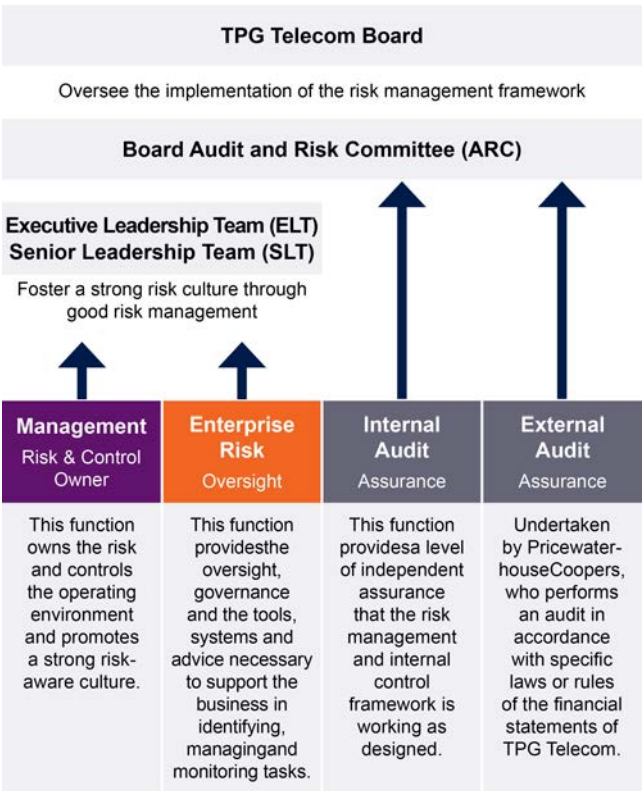 TPG Telecom Board
Oversee the implementation of the risk management framework
Board Audit and Risk Committee (ARC)
Executive Leadership Team (ELT)
Senior Leadership Team (SLT)
Foster a strong risk culture through
good risk management
Management
Risk & Control
Owner
This function
owns the risk
and controls
the operating
environment
and promotes
a strong risk-
aware culture.
Enterprise
Risk
Oversight
This function
providesthe
oversight,
governance
and the tools,
systems and
advice necessary
to support the
business in
identifying,
managingand
monitoring tasks.
Internal
Audit
Assurance
This function
providesa level
of independent
assurance
that the risk
management
and internal
control
framework is
working as
designed.
External
Audit
Assurance
Undertaken
by Pricewater-
houseCoopers,
who performs
an audit in
accordance
with specific
laws or rules
of the financial
statements of
TPG Telecom.